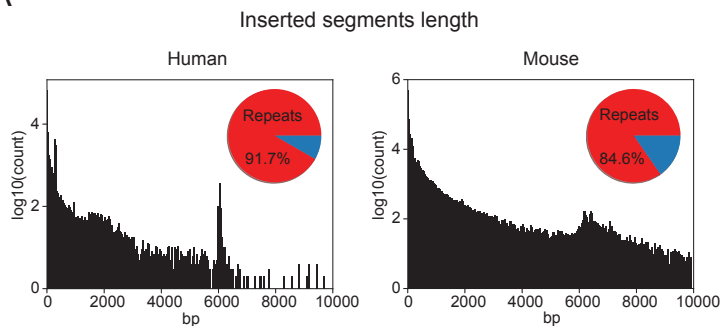 Inserted segments length
Human
Mouse
log10(count)
4
2
0
Repeats
91.7%
0 2000 4000 6000 8000 10000
bp
log10(count)
6
4
2
0
Repeats
84.6%
0 2000 4000 6000 8000 10000
bp